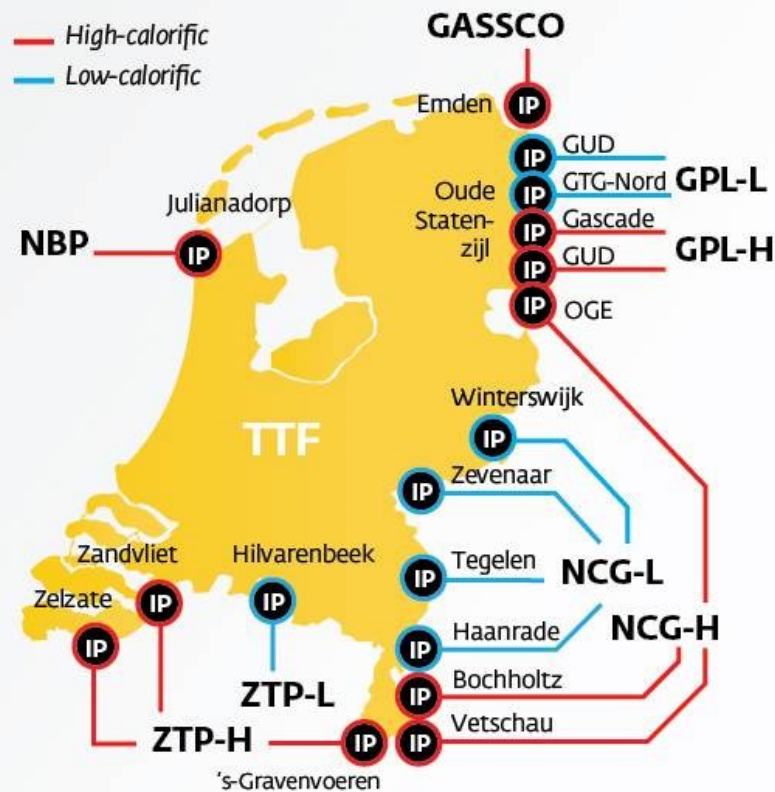 High-calorific
Low-calorific
GASSCO
Emden IP
IP GUD
GPL-L
Oude Staten-zijl
IP GTG-Nord
IP Gascade
GPL-H
IP GUD
IP OGE
Julianadorp
NBP IP
Winterswijk
IP
TTF
Zevenaar
IP
Zandvliet
IP
Hilvarenbeek
IP
Tegelen
IP
NCG-L
Zelzate
IP
Haanrade
IP
NCG-H
ZTP-L
Bochholtz
IP
Vetschau
IP
ZTP-H
IP
's-Gravenvoeren